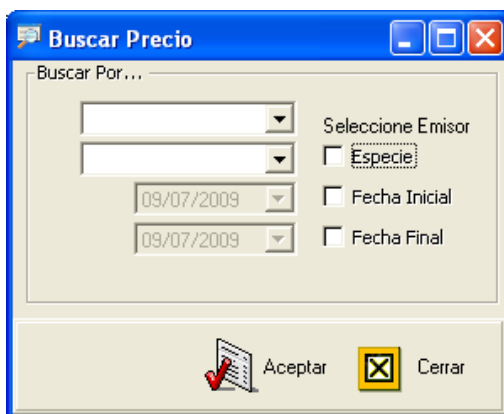 Buscar Precio
Buscar Por...
Seleccione Emisor
Especie
09/07/2009 Fecha Inicial
09/07/2009 Fecha Final
Aceptar Cerrar